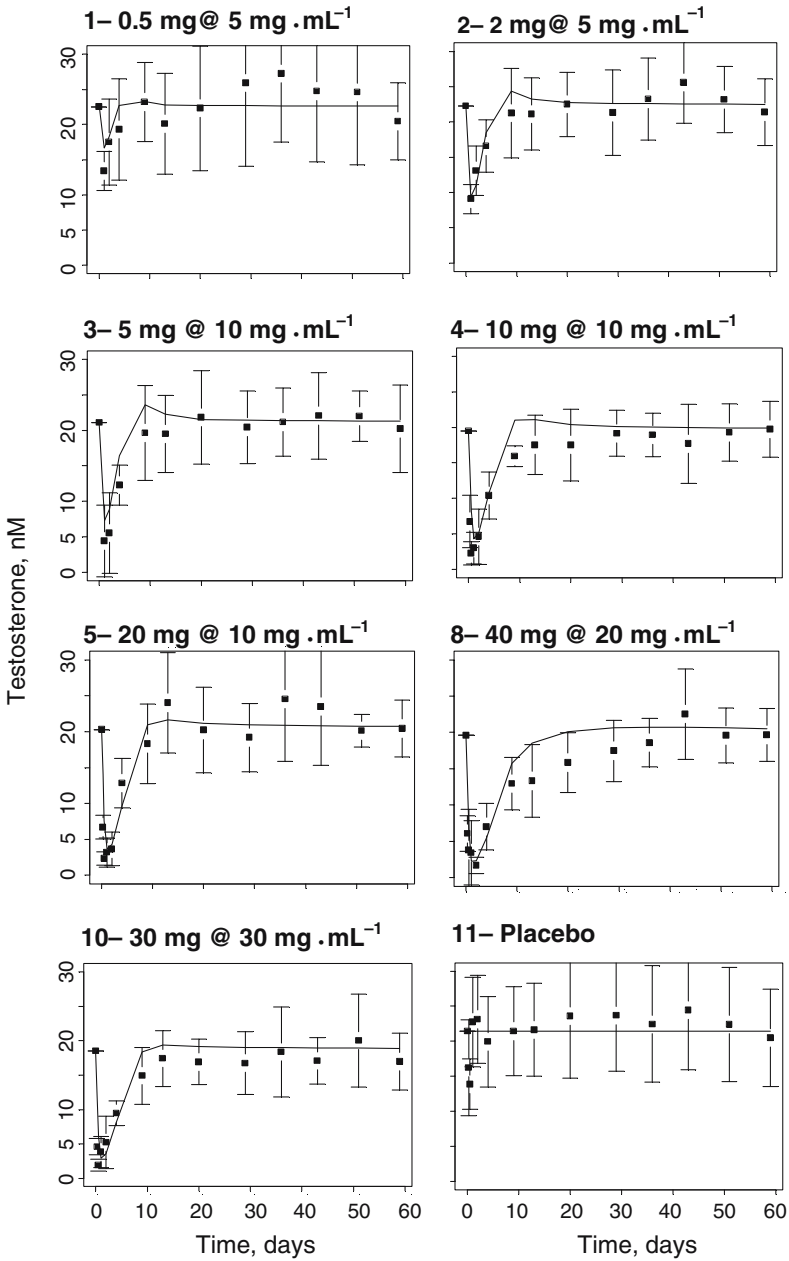 1– 0.5 mg@ 5 mg · mL⁻¹
2– 2 mg@ 5 mg · mL⁻¹
30
20
10
5
0
3– 5 mg @ 10 mg · mL⁻¹
4– 10 mg @ 10 mg · mL⁻¹
30
20
10
5
0
Testosterone, nM
5– 20 mg @ 10 mg · mL⁻¹
8– 40 mg @ 20 mg · mL⁻¹
30
20
10
5
0
10– 30 mg @ 30 mg · mL⁻¹
11– Placebo
30
20
10
5
0
0 10 20 30 40 50 60
0 10 20 30 40 50 60
Time, days
Time, days